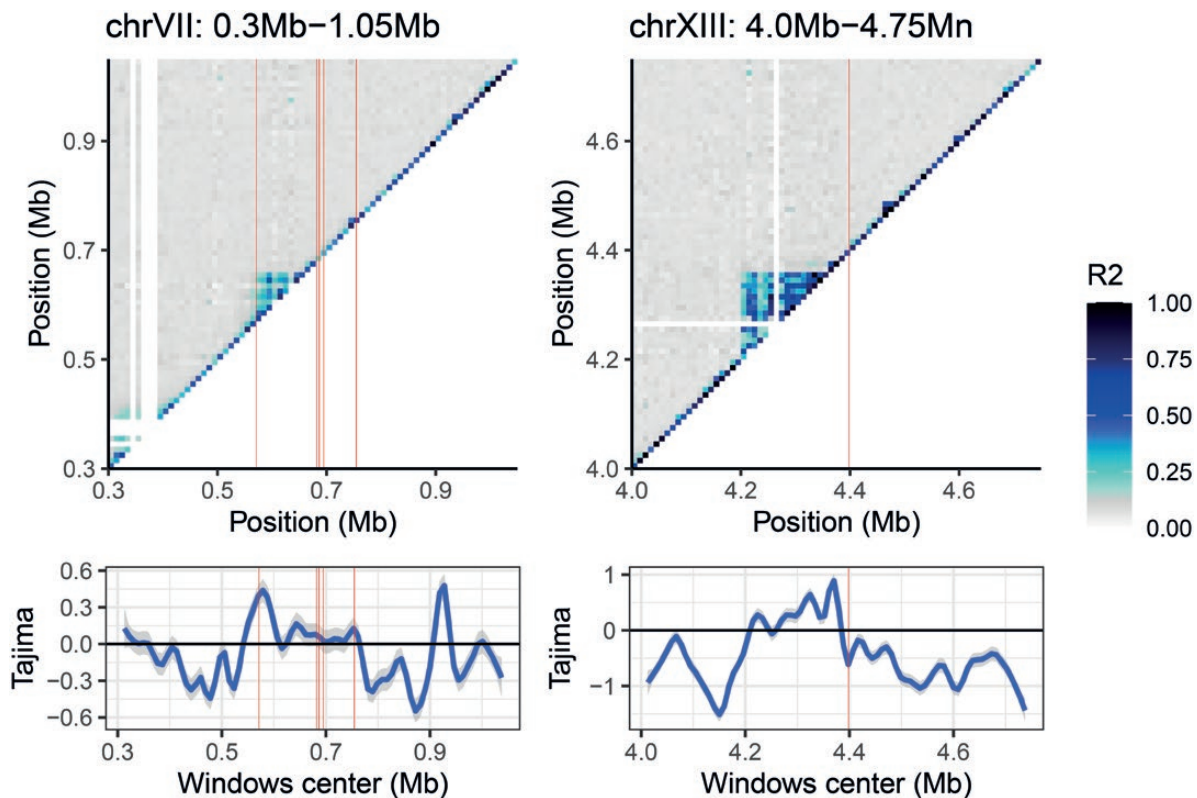 chrVII: 0.3Mb−1.05Mb
chrXIII: 4.0Mb−4.75Mn
Position (Mb)
0.9
0.7
0.5
0.3
0.3 0.5 0.7 0.9
Position (Mb)
Position (Mb)
4.6
4.4
4.2
4.0
4.0 4.2 4.4 4.6
Position (Mb)
R2
1.00
0.75
0.50
0.25
0.00
Tajima
0.6
0.3
0.0
−0.3
−0.6
0.3 0.5 0.7 0.9
Windows center (Mb)
Tajima
1
0
−1
4.0 4.2 4.4 4.6
Windows center (Mb)